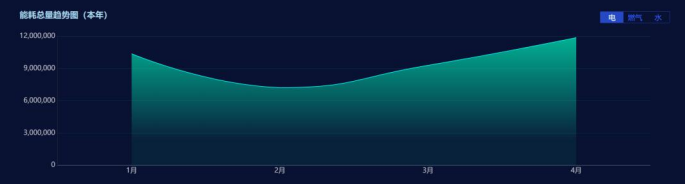 能耗总量趋势图（本年）
电 燃气 水
12,000,000
9,000,000
6,000,000
3,000,000
0
1月 2月 3月 4月